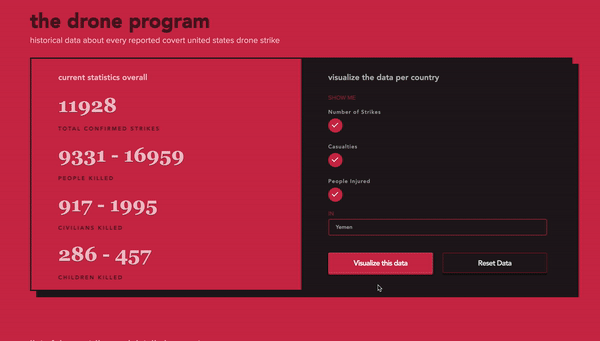 the drone program
historical data about every reported covert united states drone strike
current statistics overall
11928
TOTAL CONFIRMED STRIKES
9331 - 16959
PEOPLE KILLED
917 - 1995
CIVILIANS KILLED
286 - 457
CHILDREN KILLED
visualize the data per country
SHOW ME
Number of Strikes
Casualties
People Injured
IN
Yemen
Visualize this data
Reset Data